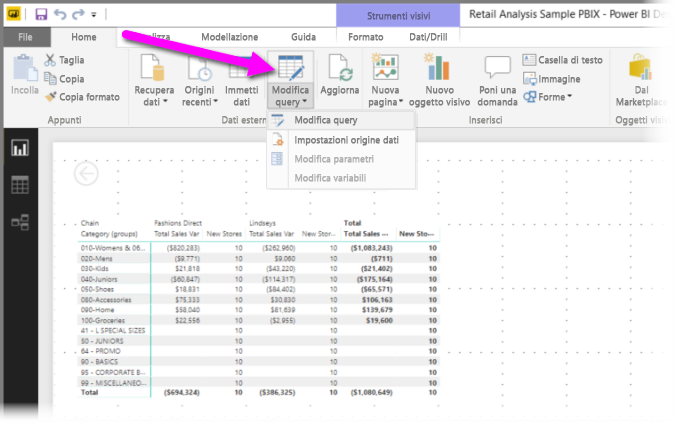 Strumenti visivi
Retail Analysis Sample PBIX - Power BI De
File Home Modellazione Guida Formato Dati/Drill
Taglia
Copia
Copia formato
Incolla
Appunti
Recupera dati
Origini recenti
Immetti dati
Modifica query
Aggiorna
Dati estern
Nuova pagina
Nuovo oggetto visivo
Poni una domanda
Casella di testo
Immagine
Forme
Inserisci
Dal Marketplace
Oggetti visi
Modifica query
Impostazioni origine dati
Modifica parametri
Modifica variabili
Chain Fashions Direct Lindseys Total
Category (groups) Total Sales Var New Stores Total Sales Var New Stor... Total Sales ... New Sto...
010-Womens & 06... ($820,283) 10 ($262,960) 10 ($1,083,243) 10
020-Mens ($9,771) 10 $9,060 10 ($711) 10
030-Kids $21,818 10 ($43,220) 10 ($21,402) 10
040-Juniors ($60,847) 10 ($114,317) 10 ($175,164) 10
050-Shoes $18,831 10 ($84,402) 10 ($65,571) 10
080-Accessories $75,333 10 $30,830 10 $106,163 10
090-Home $58,040 10 $81,639 10 $139,679 10
100-Groceries $22,556 10 ($2,955) 10 $19,600 10
41 - L SPECIAL SIZES 10 10 10
50 - JUNIORS 10 10 10
64 - PROMO 10 10 10
90 - BASICS 10 10 10
95 - CORPORATE B... 10 10 10
99 - MISCELLANEO... 10 10 10
Total ($694,324) 10 ($386,325) 10 ($1,080,649) 10